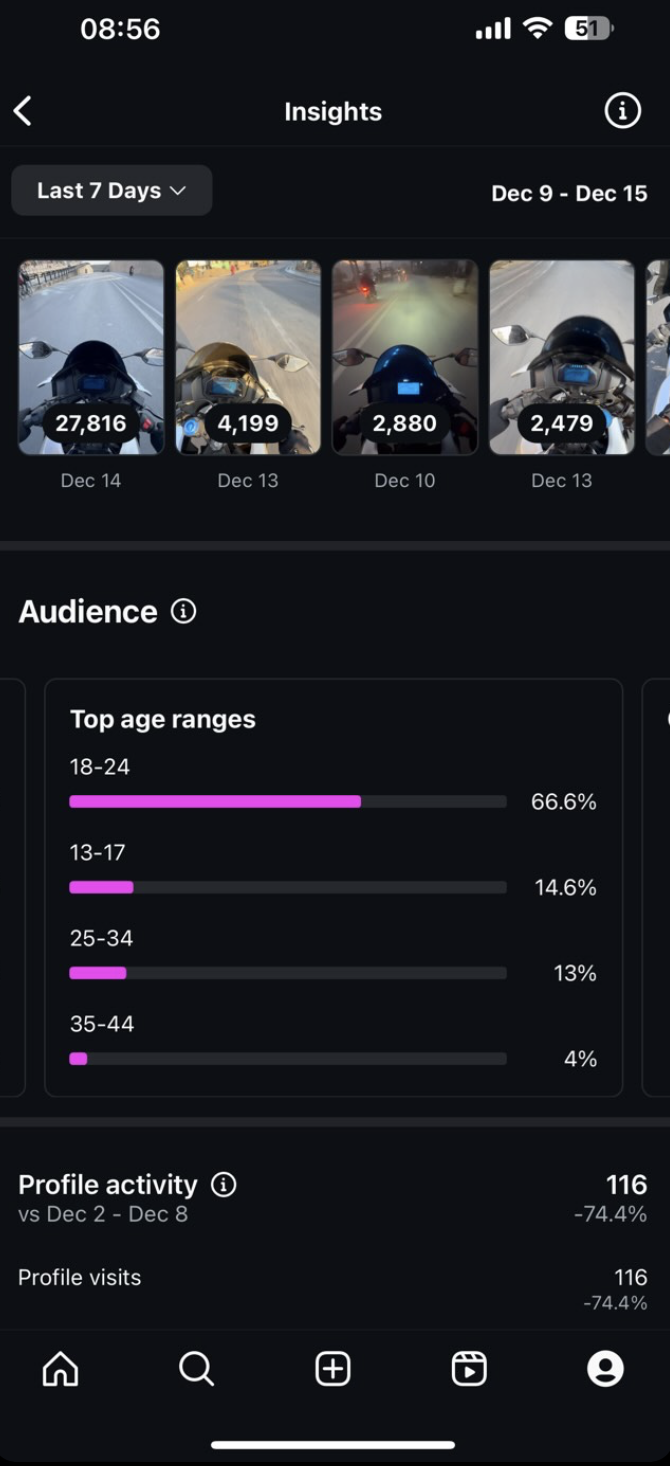 08:56
51
Insights
Last 7 Days
Dec 9 - Dec 15
27,816
4,199
2,880
2,479
Dec 14
Dec 13
Dec 10
Dec 13
Audience
Top age ranges
18-24
66.6%
13-17
14.6%
25-34
13%
35-44
4%
Profile activity
116
vs Dec 2 - Dec 8
-74.4%
Profile visits
116
-74.4%